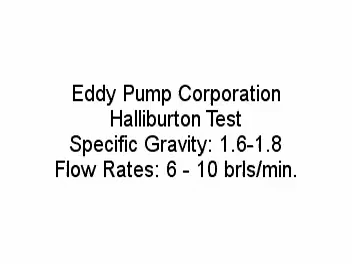 Eddy Pump Corporation
Halliburton Test
Specific Gravity: 1.6-1.8
Flow Rates: 6 - 10 brls/min.